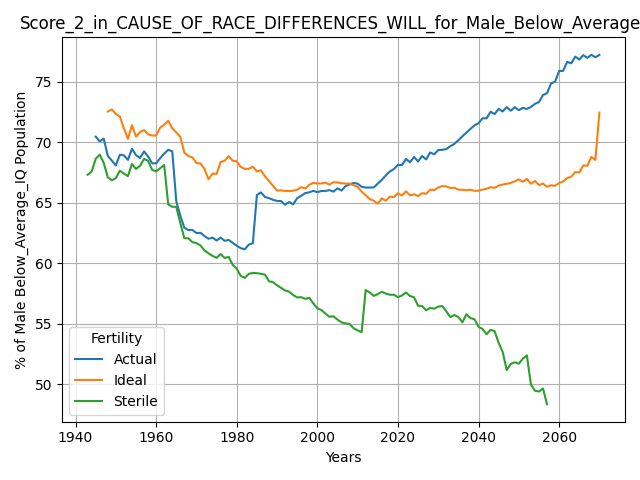 Score_2_in_CAUSE_OF_RACE_DIFFERENCES_WILL_for_Male_Below_Average
% of Male Below_Average_IQ Population
75
70
65
60
55
50
Fertility
Actual
Ideal
Sterile
1940 1960 1980 2000 2020 2040 2060
Years